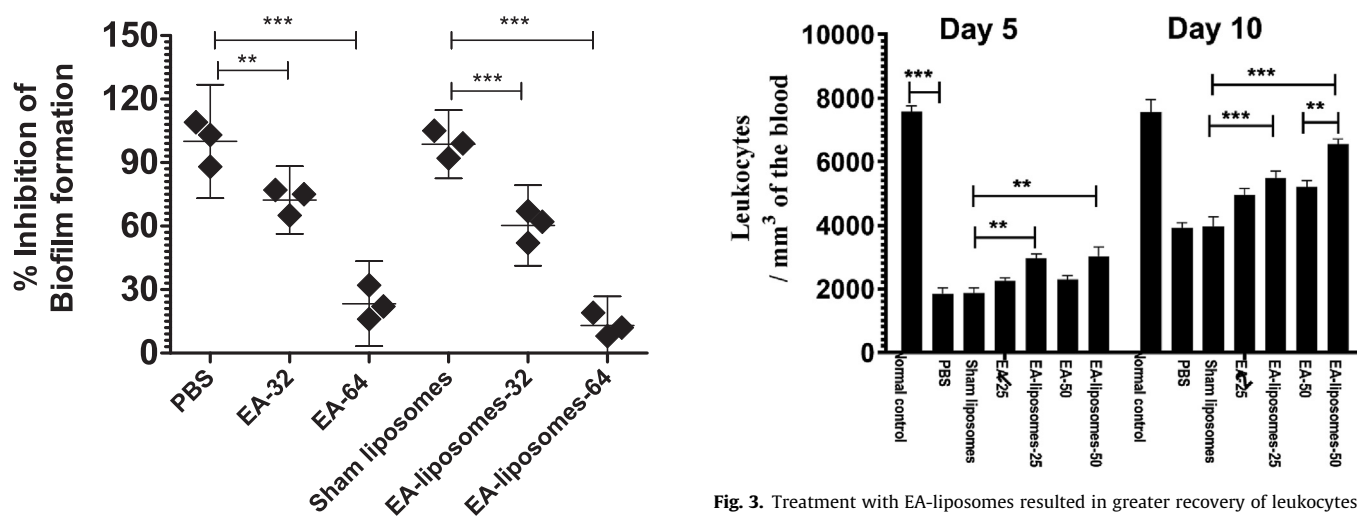 % Inhibition of
Biofilm formation
150
120
90
60
30
0
***
**
***
***
PBS
EA-32
EA-64
Sham liposomes
EA-liposomes-32
EA-liposomes-64
Leukocytes
/ mm³ of the blood
10000
8000
6000
4000
2000
0
Day 5
Day 10
***
**
**
***
***
**
Normal control
PBS
Sham liposomes
EA-25
EA-liposomes-25
EA-50
EA-liposomes-50
Normal control
PBS
Sham liposomes
EA-25
EA-liposomes-25
EA-50
EA-liposomes-50
Fig. 3. Treatment with EA-liposomes resulted in greater recovery of leukocytes